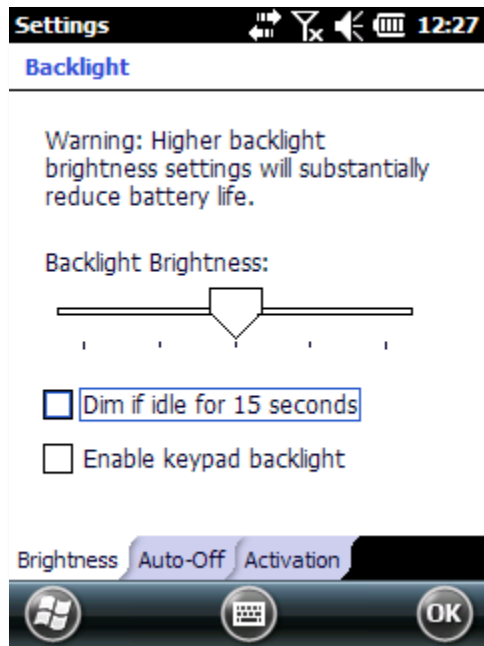 Settings 12:27
Backlight
Warning: Higher backlight
brightness settings will substantially
reduce battery life.
Backlight Brightness:
Dim if idle for 15 seconds
Enable keypad backlight
Brightness Auto-Off Activation
OK